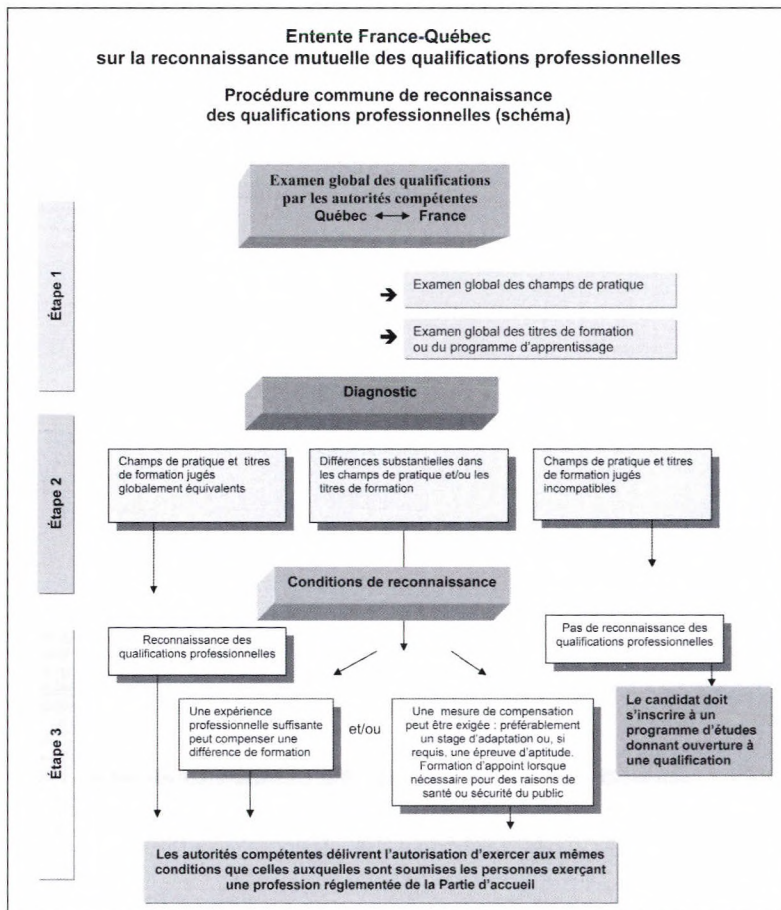 Entente France-Québec
sur la reconnaissance mutuelle des qualifications professionnelles
Procédure commune de reconnaissance
des qualifications professionnelles (schéma)
Examen global des qualifications
par les autorités compétentes
Québec ↔ France
Étape 1
➔ Examen global des champs de pratique
➔ Examen global des titres de formation
ou du programme d'apprentissage
Diagnostic
Étape 2
Champs de pratique et titres
de formation jugés
globalement équivalents
Différences substantielles dans
les champs de pratique et/ou les
titres de formation
Champs de pratique et titres
de formation jugés
incompatibles
Conditions de reconnaissance
Étape 3
Reconnaissance des
qualifications professionnelles
Pas de reconnaissance des
qualifications professionnelles
Une expérience
professionnelle suffisante
peut compenser une
différence de formation
et/ou
Une mesure de compensation
peut être exigée : préférablement
un stage d'adaptation ou, si
requis, une épreuve d'aptitude.
Formation d'appoint lorsque
nécessaire pour des raisons de
santé ou sécurité du public
Le candidat doit
s'inscrire à un
programme d'études
donnant ouverture à
une qualification
Les autorités compétentes délivrent l'autorisation d'exercer aux mêmes
conditions que celles auxquelles sont soumises les personnes exerçant
une profession réglementée de la Partie d'accueil